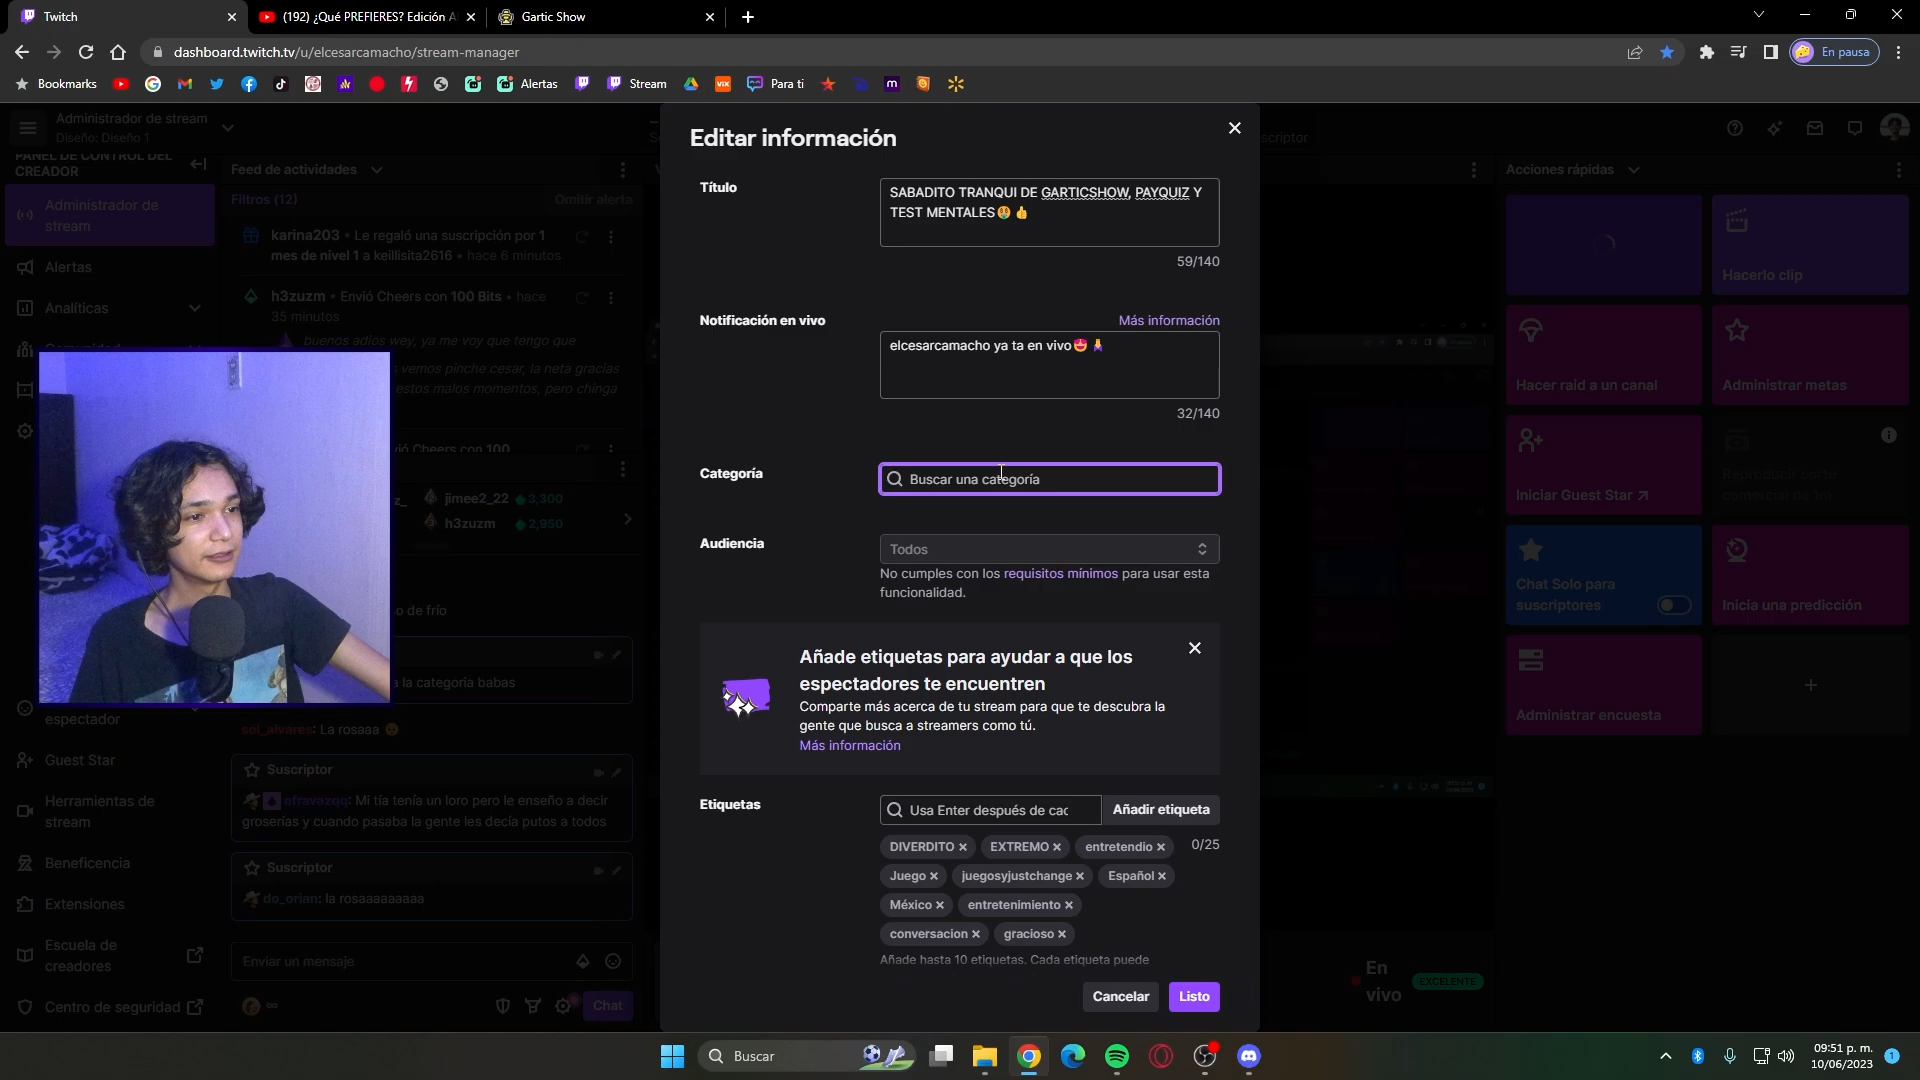 Twitch
(192) ¿Qué PREFIERES? Edición A
Gartic Show
dashboard.twitch.tv/u/elcesarcamacho/stream-manager
En pausa
Bookmarks
Alertas
Stream
Para ti
Administrador de stream
Diseño: Diseño 1
PANEL DE CONTROL DEL
CREADOR
Administrador de
stream
Alertas
Analíticas
espectador
Guest Star
Herramientas de
stream
Beneficencia
Extensiones
Escuela de
creadores
Centro de seguridad
Feed de actividades
Filtros (12)
Omitir alerta
karina203 • Le regaló una suscripción por 1
mes de nivel 1 a keillisita2616 • hace 6 minutos
h3zuzm • Envió Cheers con 100 Bits • hace
35 minutos
buenos adios wey, ya me voy que tengo que
vemos pinche cesar, la neta gracias
estos malos momentos, pero chinga
vió Cheers con 100
jimee2_22 3,300
h3zuzm 2,950
o de frío
a la categoria babas
sol_alvares: La rosaaa
Suscriptor
efravazqq: Mi tía tenía un loro pero le enseño a decir
groserías y cuando pasaba la gente les decía putos a todos
Suscriptor
do_orian: la rosaaaaaaaaa
Enviar un mensaje
Chat
Editar información
Título
SABADITO TRANQUI DE GARTICSHOW, PAYQUIZ Y
TEST MENTALES🤑👍
59/140
Notificación en vivo
Más información
elcesarcamacho ya ta en vivo
32/140
Categoría
Buscar una categoría
Audiencia
Todos
No cumples con los requisitos mínimos para usar esta
funcionalidad.
Añade etiquetas para ayudar a que los
espectadores te encuentren
Comparte más acerca de tu stream para que te descubra la
gente que busca a streamers como tú.
Más información
Etiquetas
Usa Enter después de cac
Añadir etiqueta
DIVERDITO × EXTREMO × entretendio ×
0/25
Juego × juegosyjustchange × Español ×
México × entretenimiento ×
conversacion × gracioso ×
Añade hasta 10 etiquetas. Cada etiqueta puede
Cancelar
Listo
scriptor
Acciones rápidas
Hacerlo clip
Hacer raid a un canal
Administrar metas
Iniciar Guest Star
Reproducir corte
comercial de 1m
Chat Solo para
suscriptores
Inicia una predicción
Administrar encuesta
En
vivo
EXCELENTE
Buscar
09:51 p. m.
10/06/2023
1